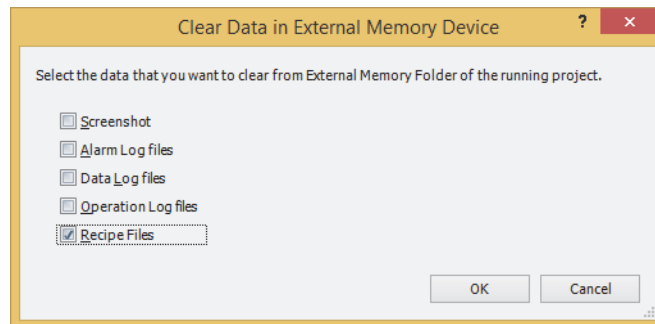 Clear Data in External Memory Device
?
Select the data that you want to clear from External Memory Folder of the running project.
Screenshot
Alarm Log files
Data Log files
Operation Log files
Recipe Files
OK Cancel